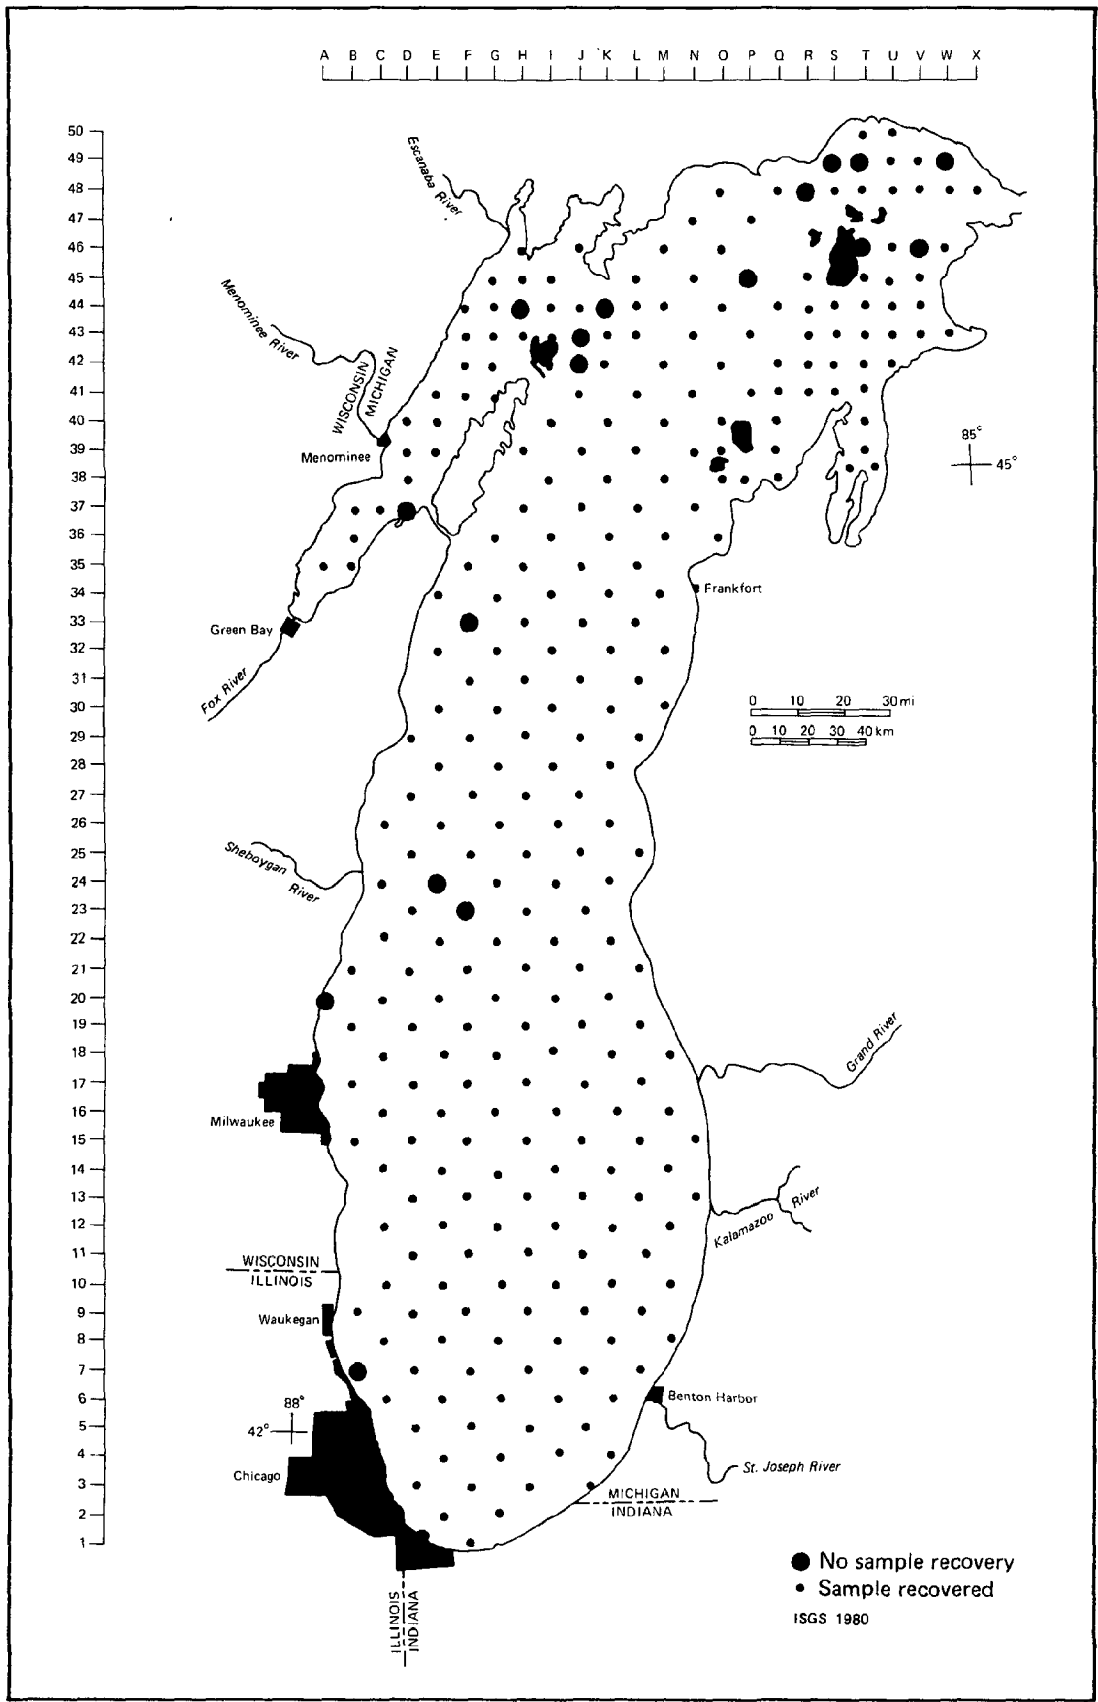 A B C D E F G H I J K L M N O P Q R S T U V W X
50
49
48
47
46
45
44
43
42
41
40
39
38
37
36
35
34
33
32
31
30
29
28
27
26
25
24
23
22
21
20
19
18
17
16
15
14
13
12
11
10
9
8
7
6
5
4
3
2
1
Escanaba
River
Menominee
River
WISCONSIN
MICHIGAN
Menominee
85°
45°
Frankfort
Green Bay
Fox River
0 10 20 30 mi
0 10 20 30 40 km
Sheboygan
River
Grand River
Milwaukee
Kalamazoo
River
WISCONSIN
ILLINOIS
Waukegan
88°
42°
Benton Harbor
Chicago
St. Joseph River
MICHIGAN
INDIANA
ILLINOIS
INDIANA
No sample recovery
Sample recovered
ISGS 1980